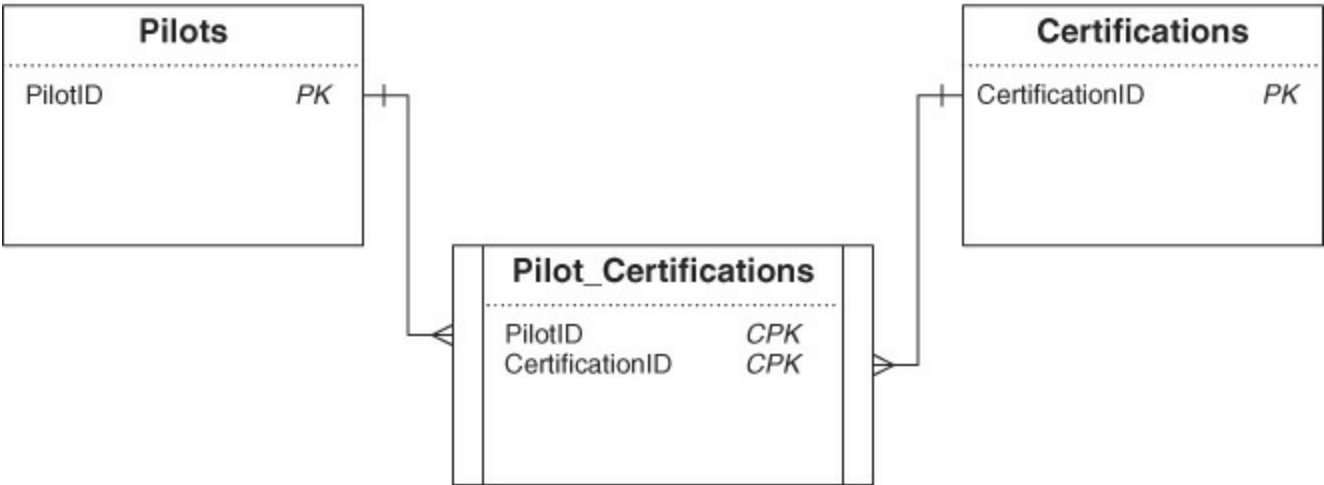 Pilots
PilotID PK
Certifications
CertificationID PK
Pilot_Certifications
PilotID CPK
CertificationID CPK